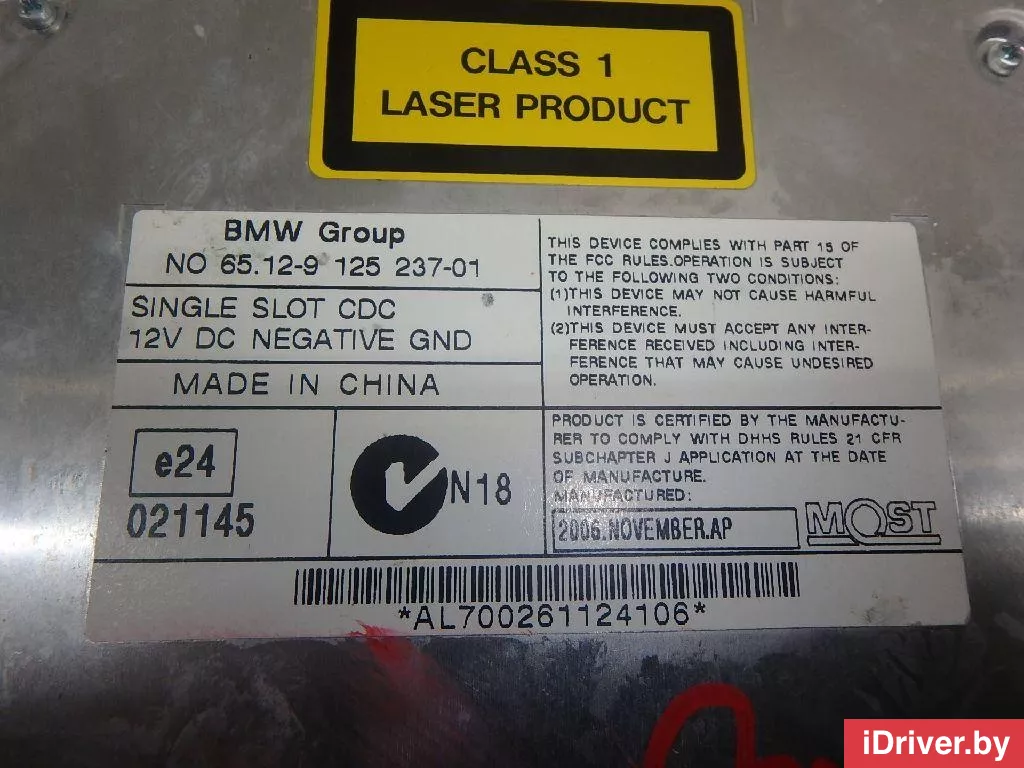 CLASS 1
LASER PRODUCT
BMW Group
NO 65.12-9 125 237-01
SINGLE SLOT CDC
12V DC NEGATIVE GND
MADE IN CHINA
THIS DEVICE COMPLIES WITH PART 15 OF
THE FCC RULES.OPERATION IS SUBJECT
TO THE FOLLOWING TWO CONDITIONS:
(1)THIS DEVICE MAY NOT CAUSE HARMFUL
INTERFERENCE.
(2)THIS DEVICE MUST ACCEPT ANY INTER-
FERENCE RECEIVED INCLUDING INTER-
FERENCE THAT MAY CAUSE UNDESIRED
OPERATION.
e24
021145
N18
PRODUCT IS CERTIFIED BY THE MANUFACTU-
RER TO COMPLY WITH DHHS RULES 21 CFR
SUBCHAPTER J APPLICATION AT THE DATE
OF MANUFACTURE.
MANUFACTURED:
2006.NOVEMBER.AP
MOST
*AL700261124106*
iDriver.by